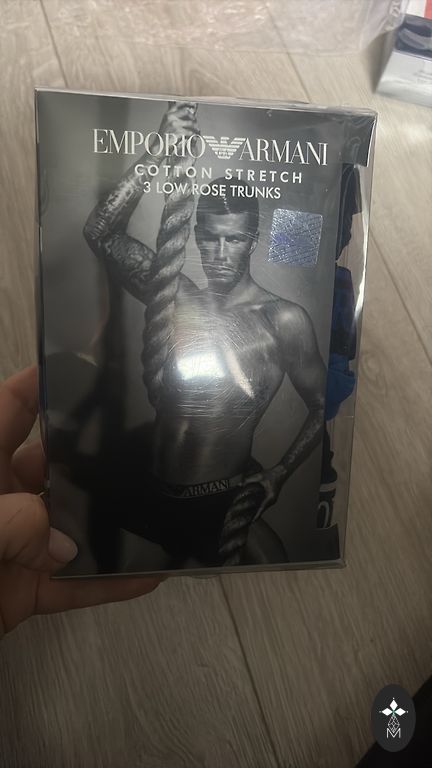 EMPORIO ARMANI
COTTON STRETCH
3 LOW ROSE TRUNKS
ARMANI
M